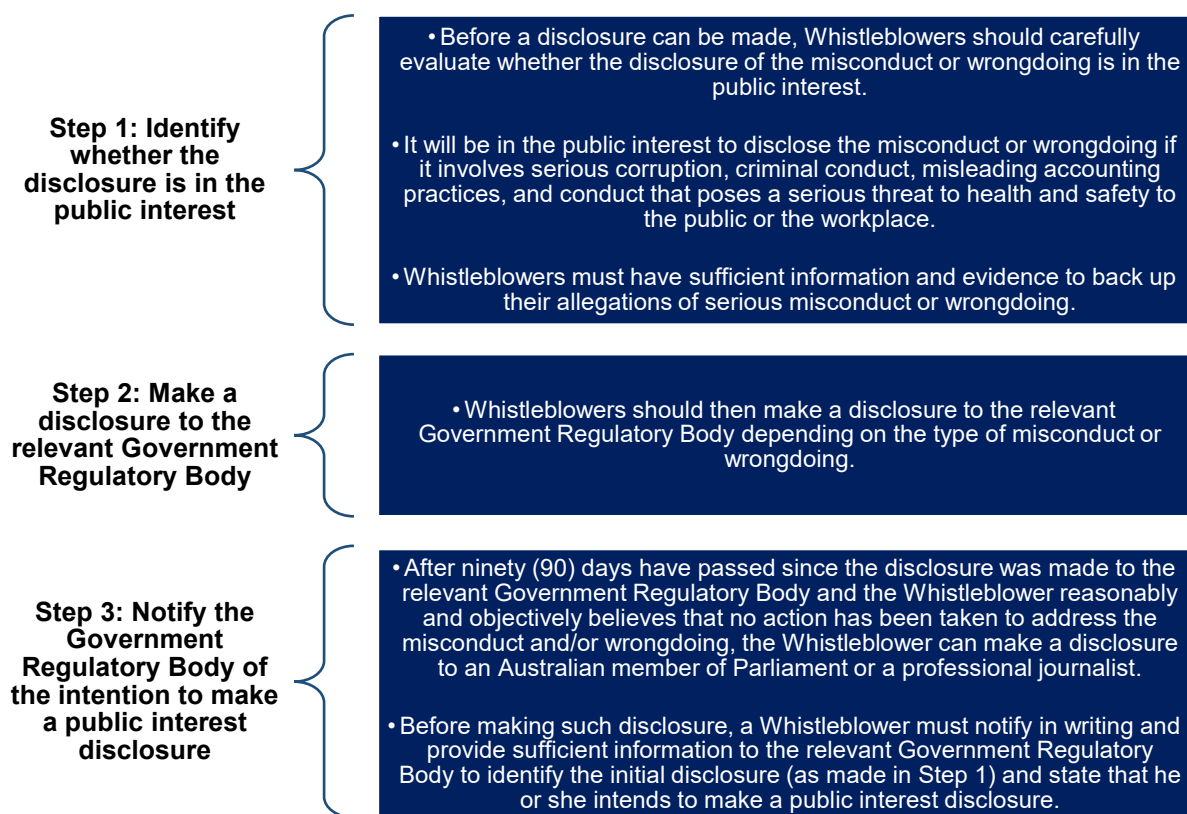 Step 1: Identify
whether the
disclosure is in the
public interest
• Before a disclosure can be made, Whistleblowers should carefully
evaluate whether the disclosure of the misconduct or wrongdoing is in the
public interest.
• It will be in the public interest to disclose the misconduct or wrongdoing if
it involves serious corruption, criminal conduct, misleading accounting
practices, and conduct that poses a serious threat to health and safety to
the public or the workplace.
• Whistleblowers must have sufficient information and evidence to back up
their allegations of serious misconduct or wrongdoing.
Step 2: Make a
disclosure to the
relevant Government
Regulatory Body
• Whistleblowers should then make a disclosure to the relevant
Government Regulatory Body depending on the type of misconduct or
wrongdoing.
Step 3: Notify the
Government
Regulatory Body of
the intention to make
a public interest
disclosure
• After ninety (90) days have passed since the disclosure was made to the
relevant Government Regulatory Body and the Whistleblower reasonably
and objectively believes that no action has been taken to address the
misconduct and/or wrongdoing, the Whistleblower can make a disclosure
to an Australian member of Parliament or a professional journalist.
• Before making such disclosure, a Whistleblower must notify in writing and
provide sufficient information to the relevant Government Regulatory
Body to identify the initial disclosure (as made in Step 1) and state that he
or she intends to make a public interest disclosure.